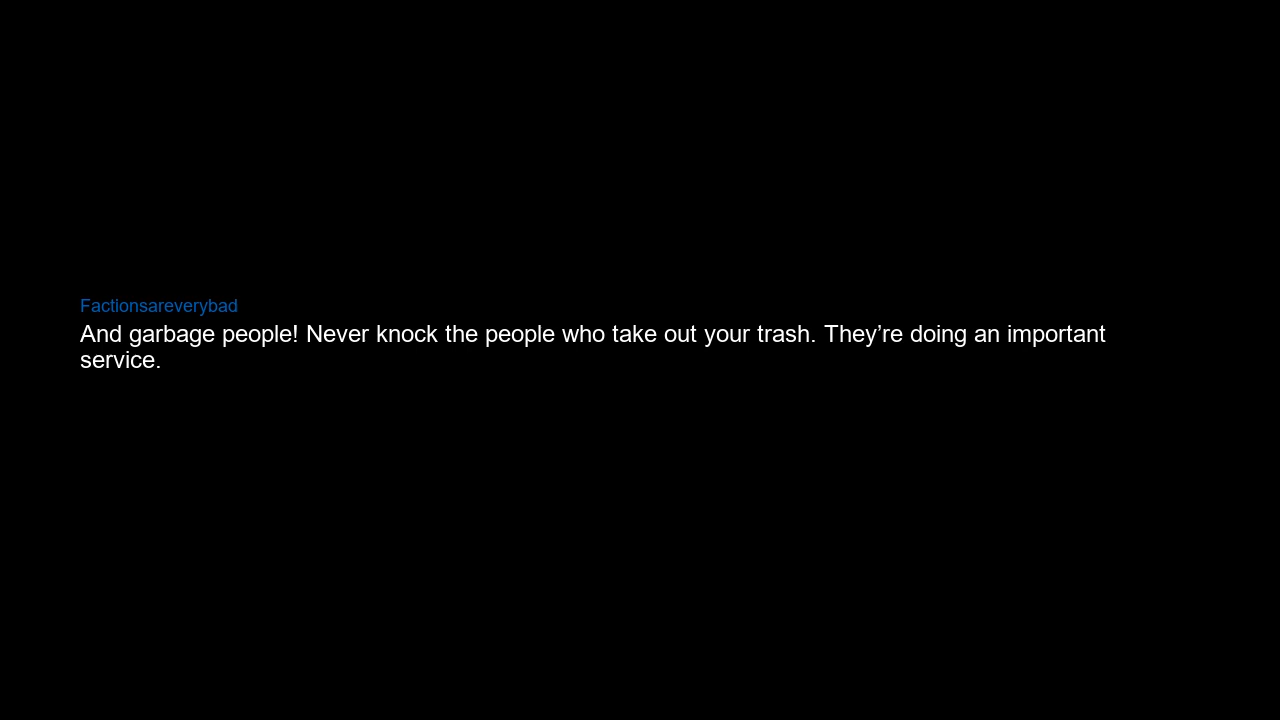 Factionsareverybad
And garbage people! Never knock the people who take out your trash. They’re doing an important
service.